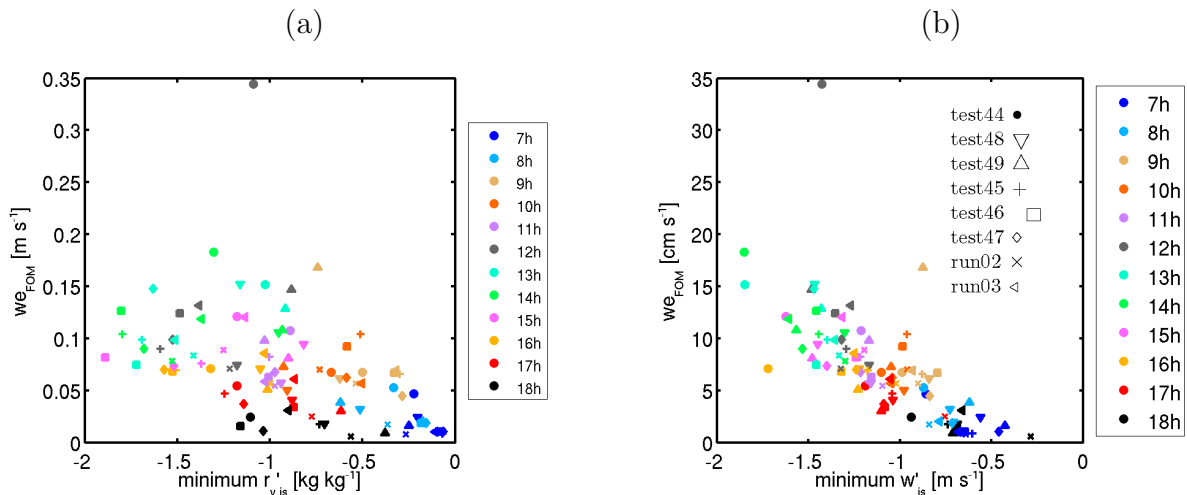 (a)
0.35
0.3
0.25
0.2
0.15
0.1
0.05
0
we_FOM [m s⁻¹]
-2
-1.5
-1
-0.5
0
minimum r_v,is' [kg kg⁻¹]
7h
8h
9h
10h
11h
12h
13h
14h
15h
16h
17h
18h
(b)
35
30
25
20
15
10
5
0
we_FOM [cm s⁻¹]
-2
-1.5
-1
-0.5
0
minimum w'_is [m s⁻¹]
test44
test48
test49
test45
test46
test47
run02
run03
7h
8h
9h
10h
11h
12h
13h
14h
15h
16h
17h
18h